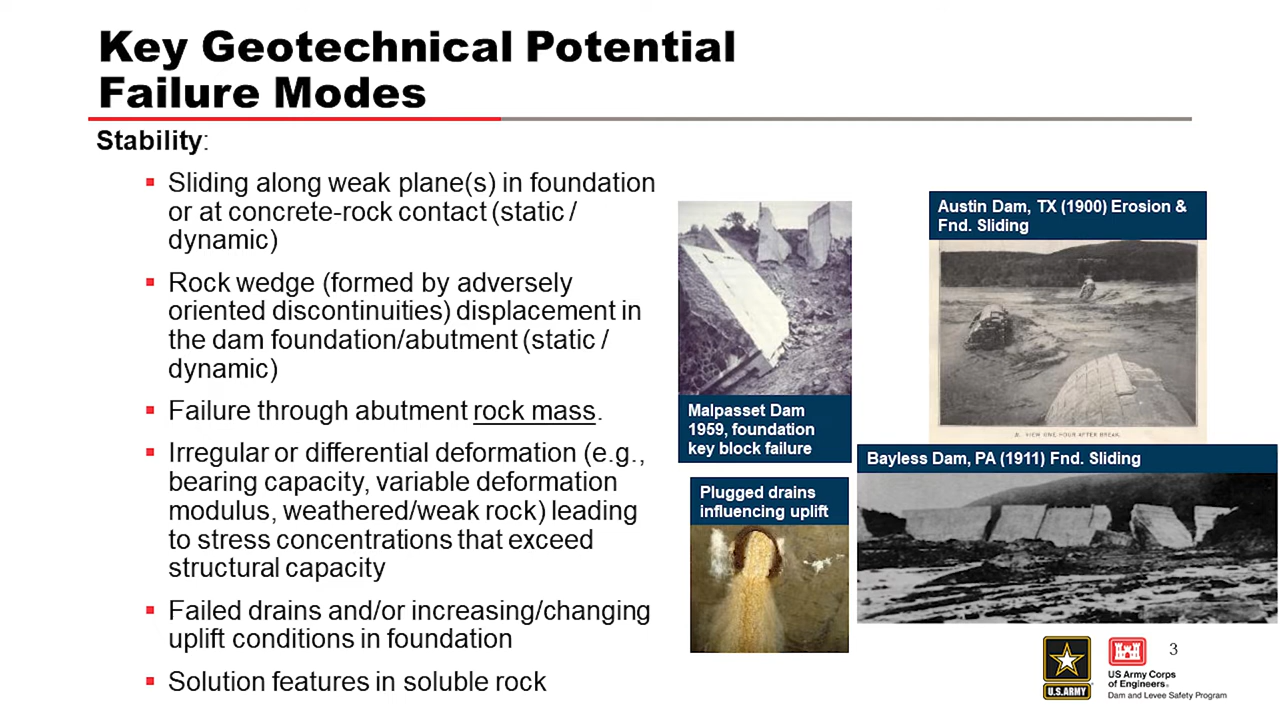 Key Geotechnical Potential
Failure Modes
Stability:
▪ Sliding along weak plane(s) in foundation
or at concrete-rock contact (static /
dynamic)
▪ Rock wedge (formed by adversely
oriented discontinuities) displacement in
the dam foundation/abutment (static /
dynamic)
▪ Failure through abutment rock mass.
▪ Irregular or differential deformation (e.g.,
bearing capacity, variable deformation
modulus, weathered/weak rock) leading
to stress concentrations that exceed
structural capacity
▪ Failed drains and/or increasing/changing
uplift conditions in foundation
▪ Solution features in soluble rock
Malpasset Dam
1959, foundation
key block failure
Plugged drains
influencing uplift
Austin Dam, TX (1900) Erosion &
Fnd. Sliding
B. VIEW ONE HOUR AFTER BREAK.
Bayless Dam, PA (1911) Fnd. Sliding
U.S.ARMY
US Army Corps
of Engineers®
Dam and Levee Safety Program
3